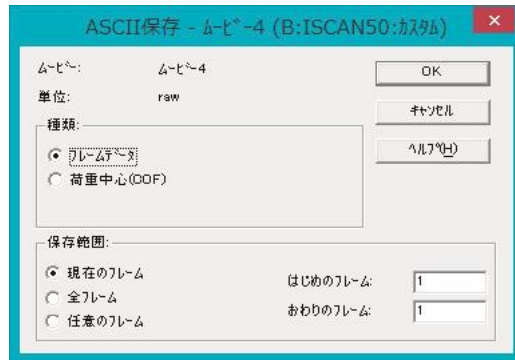 ASCII保存 - ﾑｰﾋﾞｰ4 (B:ISCAN50:ｶｽﾀﾑ)
ﾑｰﾋﾞｰ: ﾑｰﾋﾞｰ4
単位: raw
OK
ｷｬﾝｾﾙ
ﾍﾙﾌﾟ(H)
種類:
ﾌﾚｰﾑﾃﾞｰﾀ
荷重中心(COF)
保存範囲:
現在のﾌﾚｰﾑ
全ﾌﾚｰﾑ
任意のﾌﾚｰﾑ
はじめのﾌﾚｰﾑ: 1
おわりのﾌﾚｰﾑ: 1